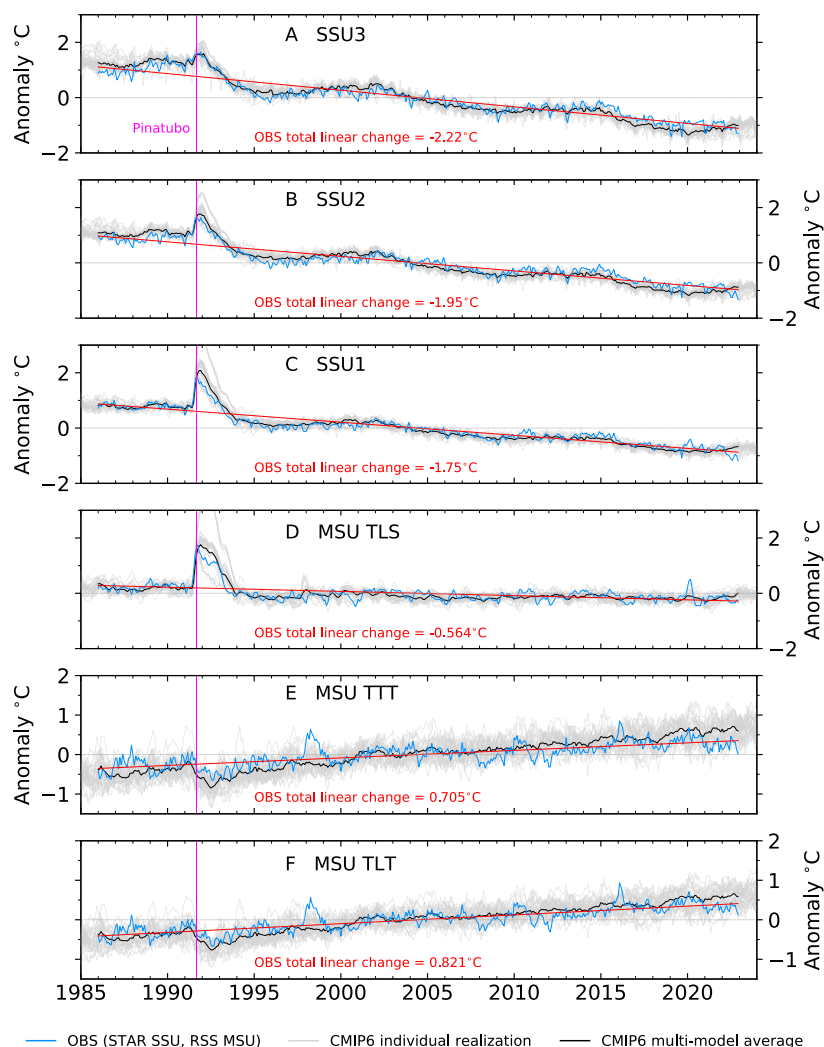 A SSU3
Anomaly °C
2
0
−2
Pinatubo
OBS total linear change = -2.22°C
B SSU2
Anomaly °C
2
0
−2
OBS total linear change = -1.95°C
C SSU1
Anomaly °C
2
0
−2
OBS total linear change = -1.75°C
D MSU TLS
Anomaly °C
2
0
−2
OBS total linear change = -0.564°C
E MSU TTT
Anomaly °C
2
1
0
−1
OBS total linear change = 0.705°C
F MSU TLT
Anomaly °C
2
1
0
−1
OBS total linear change = 0.821°C
1985 1990 1995 2000 2005 2010 2015 2020
OBS (STAR SSU, RSS MSU) CMIP6 individual realization CMIP6 multi-model average